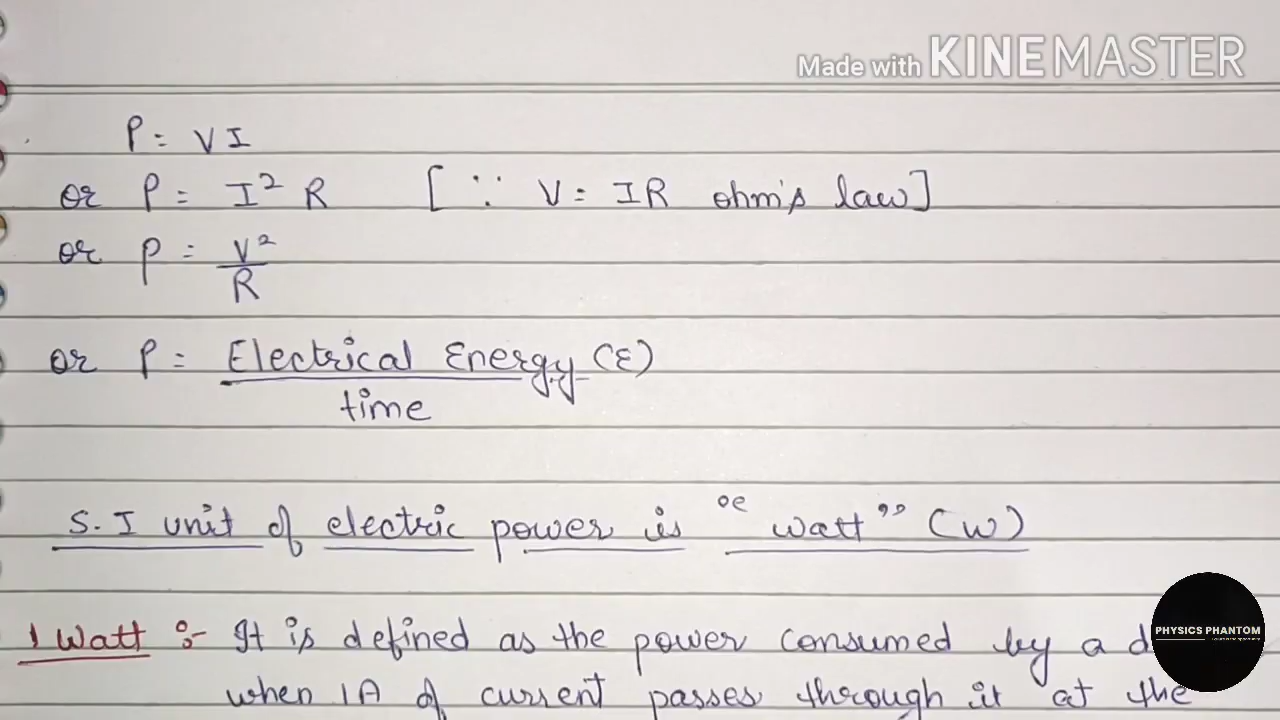 Made with KINEMASTER
P = VI
or P = I² R [∵ V = IR ohm's law]
or P = V²
R
or P = Electrical Energy (E)
time
S.I unit of electric power is "watt" (W)
1 Watt :- It is defined as the power consumed by a d
when 1A of current passes through it at the
PHYSICS PHANTOM